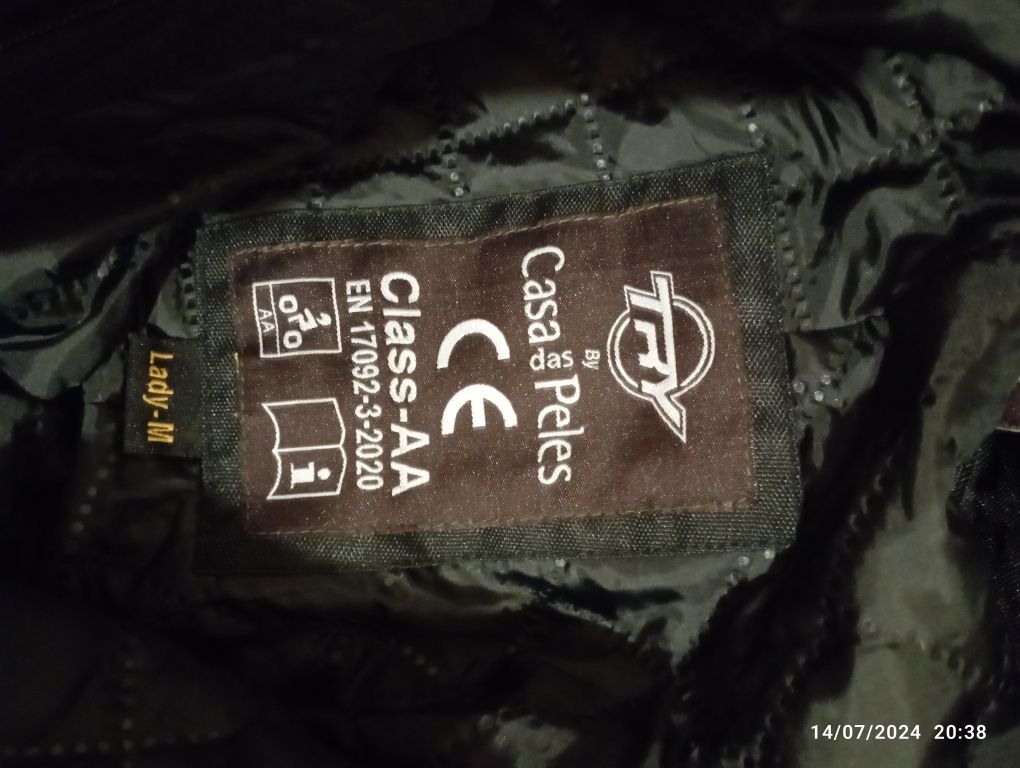 TRY
By
Casa das Peles
CE
Class-AA
EN 17092-3-2020
AA
i
Lady- M
14/07/2024 20:38